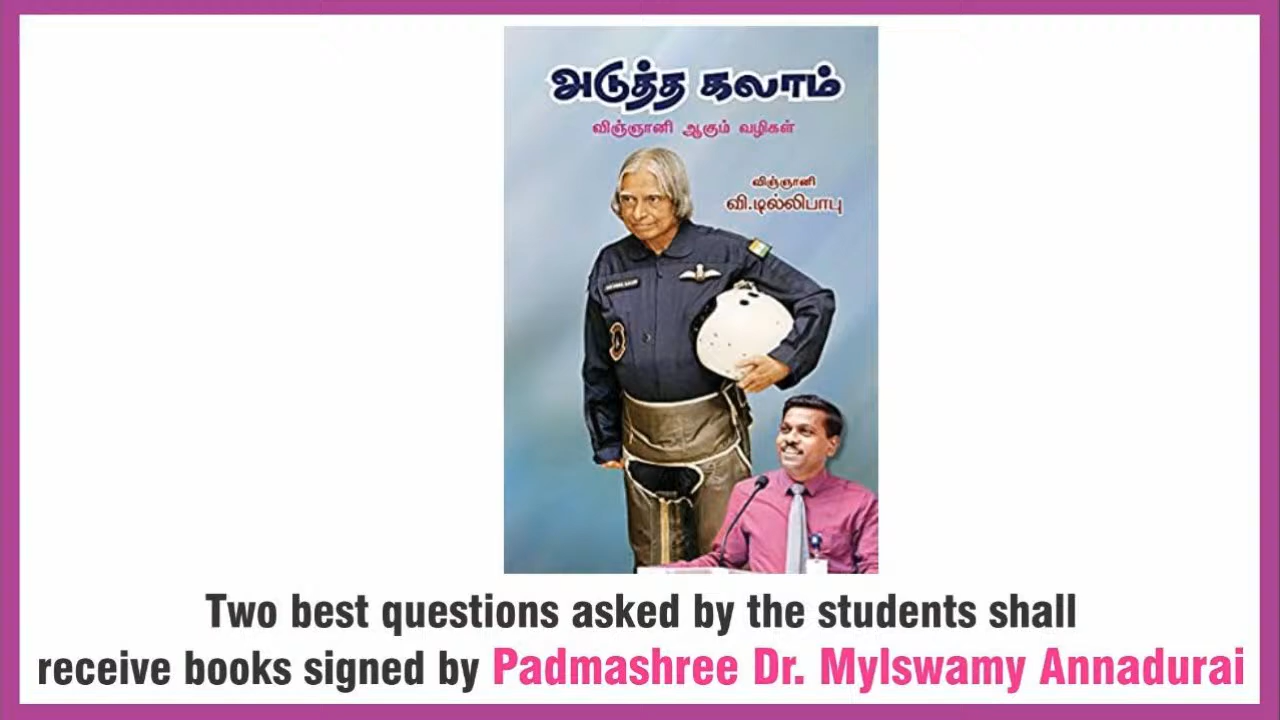 அடுத்த கலாம்
விஞ்ஞானி ஆகும் வழிகள்
விஞ்ஞானி
வி.டில்லிபாபு
Two best questions asked by the students shall
receive books signed by Padmashree Dr. Mylswamy Annadurai